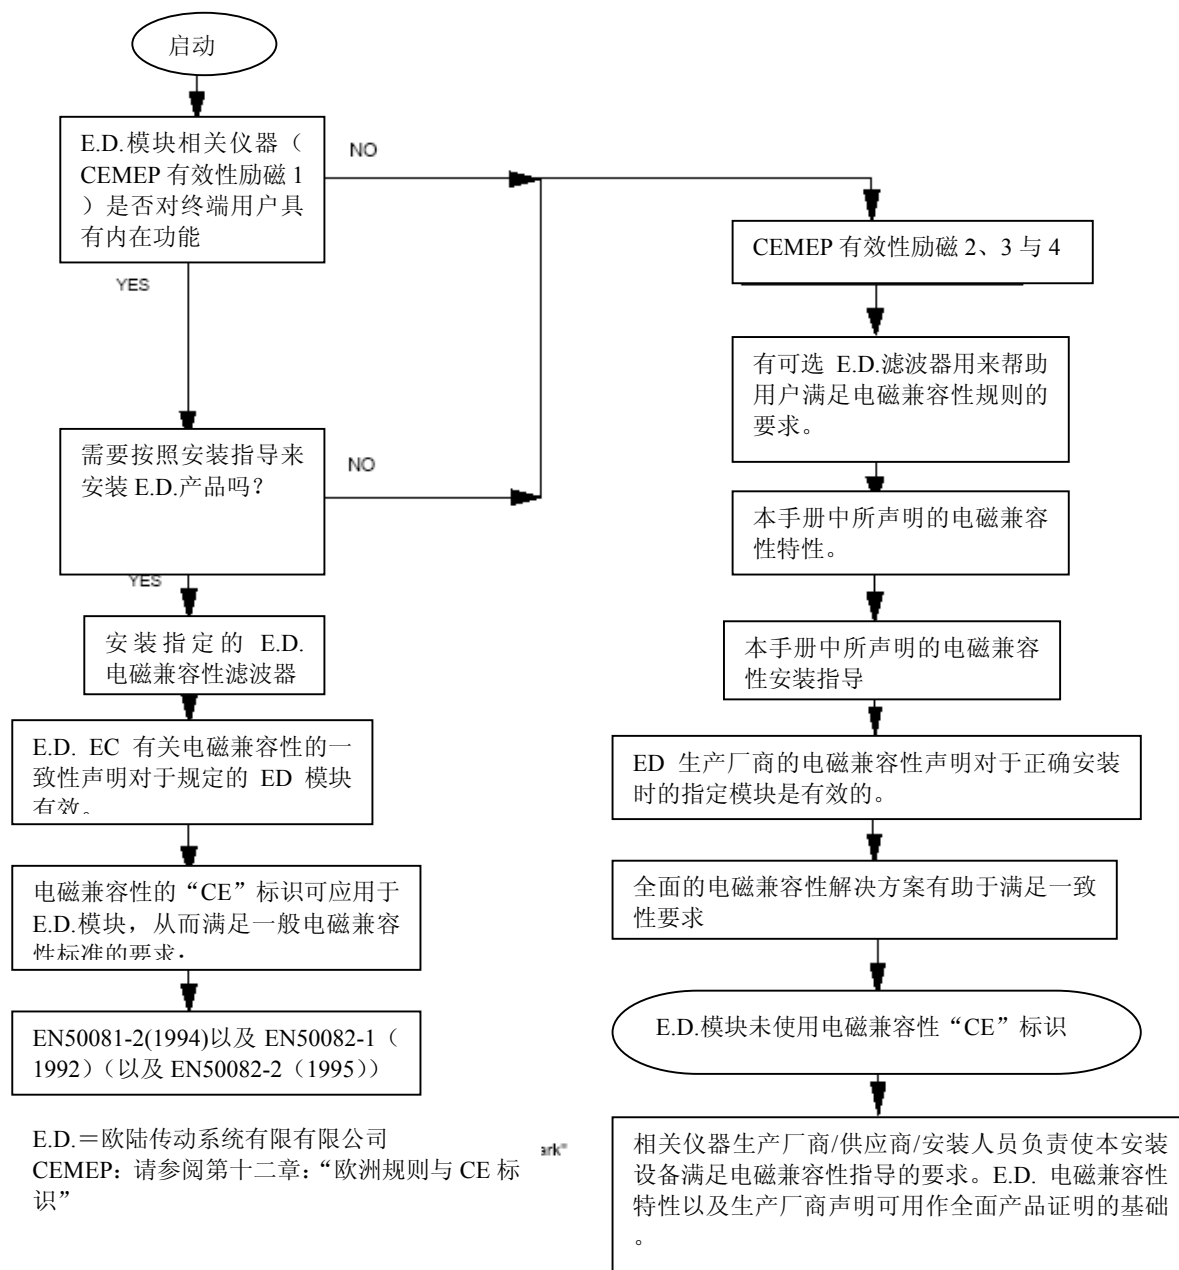 启动
E.D.模块相关仪器（
CEMEP 有效性励磁 1
）是否对终端用户具
有内在功能
NO
YES
需要按照安装指导来
安装 E.D.产品吗？
NO
YES
安装指定的 E.D.
电磁兼容性滤波器
E.D. EC 有关电磁兼容性的一
致性声明对于规定的 ED 模块
有效。
电磁兼容性的“CE”标识可应用于
E.D.模块，从而满足一般电磁兼容
性标准的要求：
EN50081-2(1994)以及 EN50082-1（
1992）（以及 EN50082-2（1995））
E.D.＝欧陆传动系统有限有限公司
CEMEP：请参阅第十二章：“欧洲规则与 CE 标
识”
CEMEP 有效性励磁 2、3 与 4
有可选 E.D.滤波器用来帮助
用户满足电磁兼容性规则的
要求。
本手册中所声明的电磁兼容
性特性。
本手册中所声明的电磁兼容
性安装指导
ED 生产厂商的电磁兼容性声明对于正确安装
时的指定模块是有效的。
全面的电磁兼容性解决方案有助于满足一致
性要求
E.D.模块未使用电磁兼容性“CE”标识
ark"
相关仪器生产厂商/供应商/安装人员负责使本安装
设备满足电磁兼容性指导的要求。E.D. 电磁兼容性
特性以及生产厂商声明可用作全面产品证明的基础
。